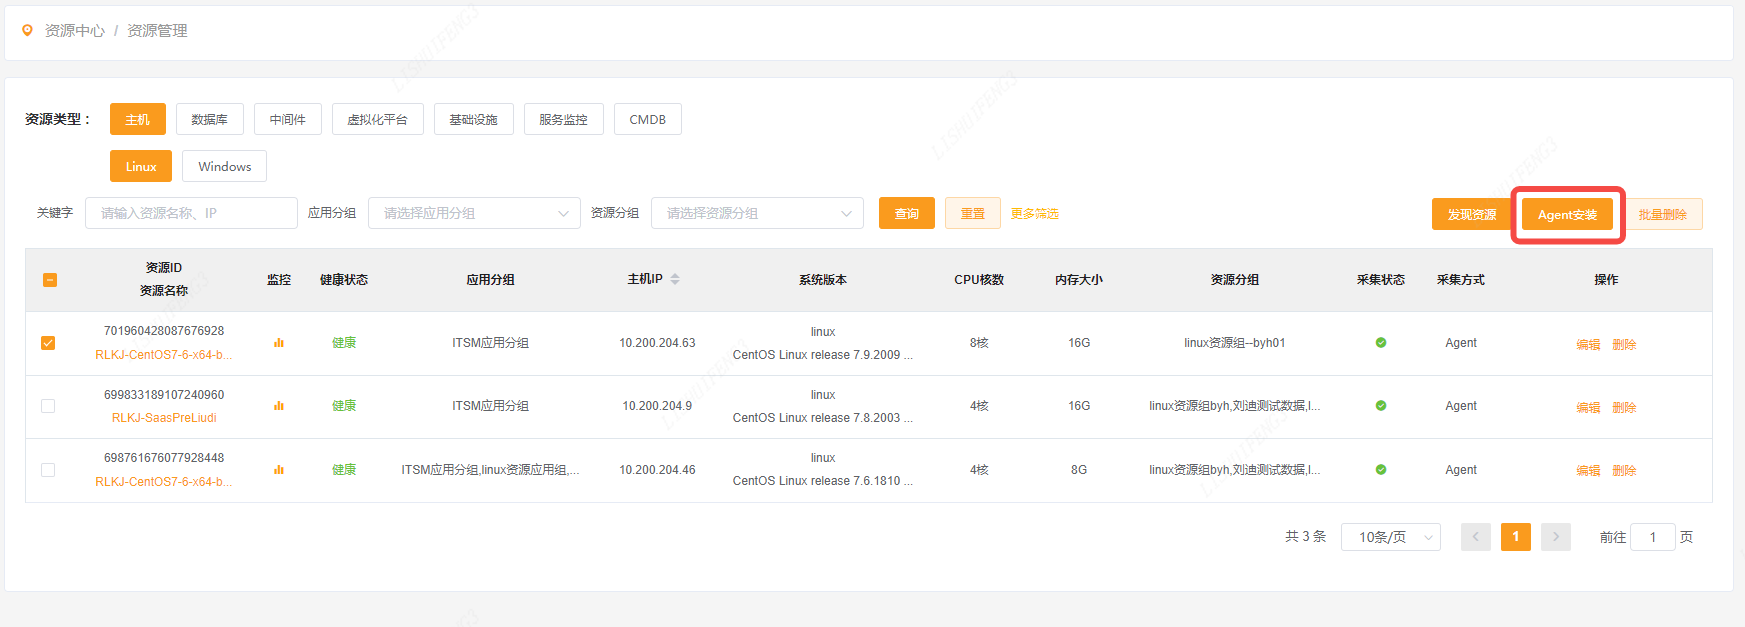 资源中心 / 资源管理
资源类型： 主机 数据库 中间件 虚拟化平台 基础设施 服务监控 CMDB
Linux Windows
关键字 请输入资源名称、IP 应用分组 请选择应用分组 资源分组 请选择资源分组 查询 重置 更多筛选 发现资源 Agent安装 批量删除
资源ID
资源名称 监控 健康状态 应用分组 主机IP 系统版本 CPU核数 内存大小 资源分组 采集状态 采集方式 操作
701960428087676928
RLKJ-CentOS7-6-x64-b... 健康 ITSM应用分组 10.200.204.63 linux
CentOS Linux release 7.9.2009 ... 8核 16G linux资源组--byh01 Agent 编辑 删除
699833189107240960
RLKJ-SaasPreLiudi 健康 ITSM应用分组 10.200.204.9 linux
CentOS Linux release 7.8.2003 ... 4核 16G linux资源组byh,刘迪测试数据,l... Agent 编辑 删除
698761676077928448
RLKJ-CentOS7-6-x64-b... 健康 ITSM应用分组,linux资源应用组,... 10.200.204.46 linux
CentOS Linux release 7.6.1810 ... 4核 8G linux资源组byh,刘迪测试数据,l... Agent 编辑 删除
共 3 条 10条/页 1 前往 1 页
LISHUIFENG3